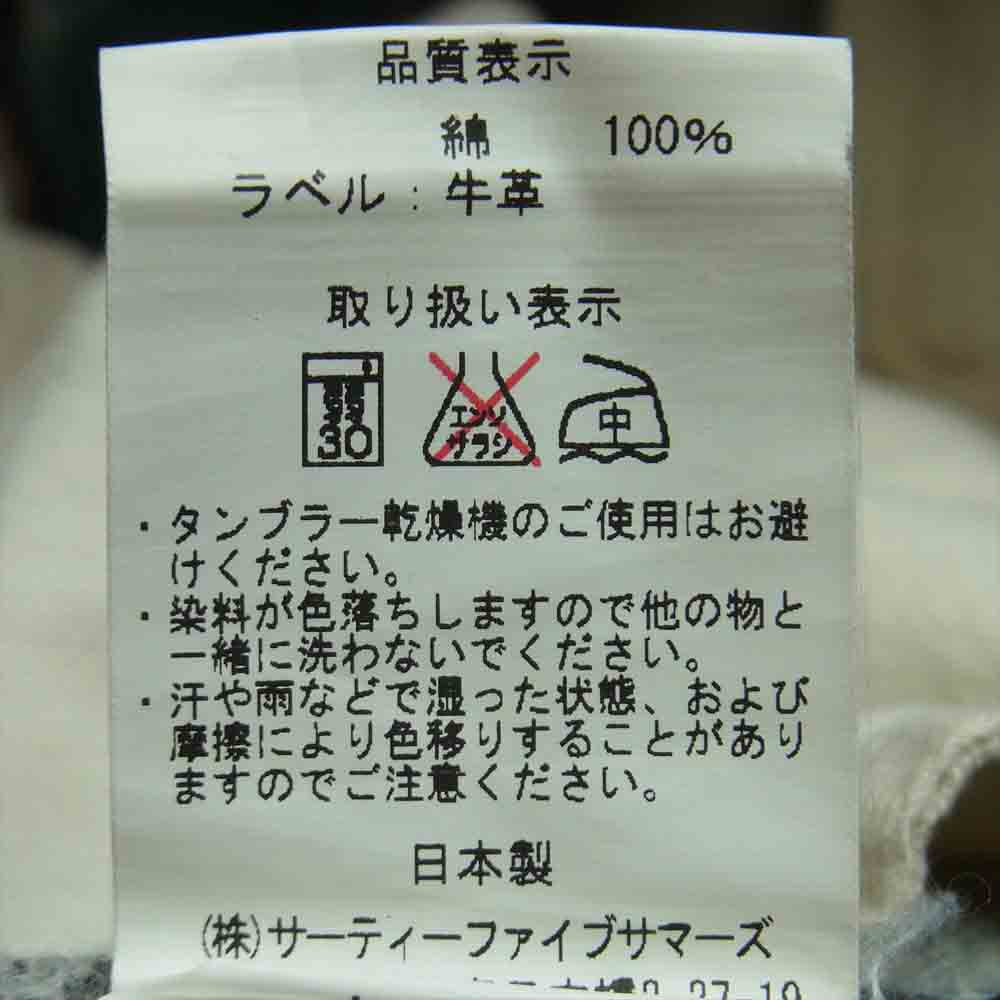 品質表示
綿 100%
ラベル : 牛革
取り扱い表示
弱 30
エンソ サラシ
中
・タンブラー乾燥機のご使用はお避
けください。
・染料が色落ちしますので他の物と
一緒に洗わないでください。
・汗や雨などで湿った状態、および
摩擦により色移りすることがあり
ますのでご注意ください。
日本製
(株)サーティーファイブサマーズ
27-19